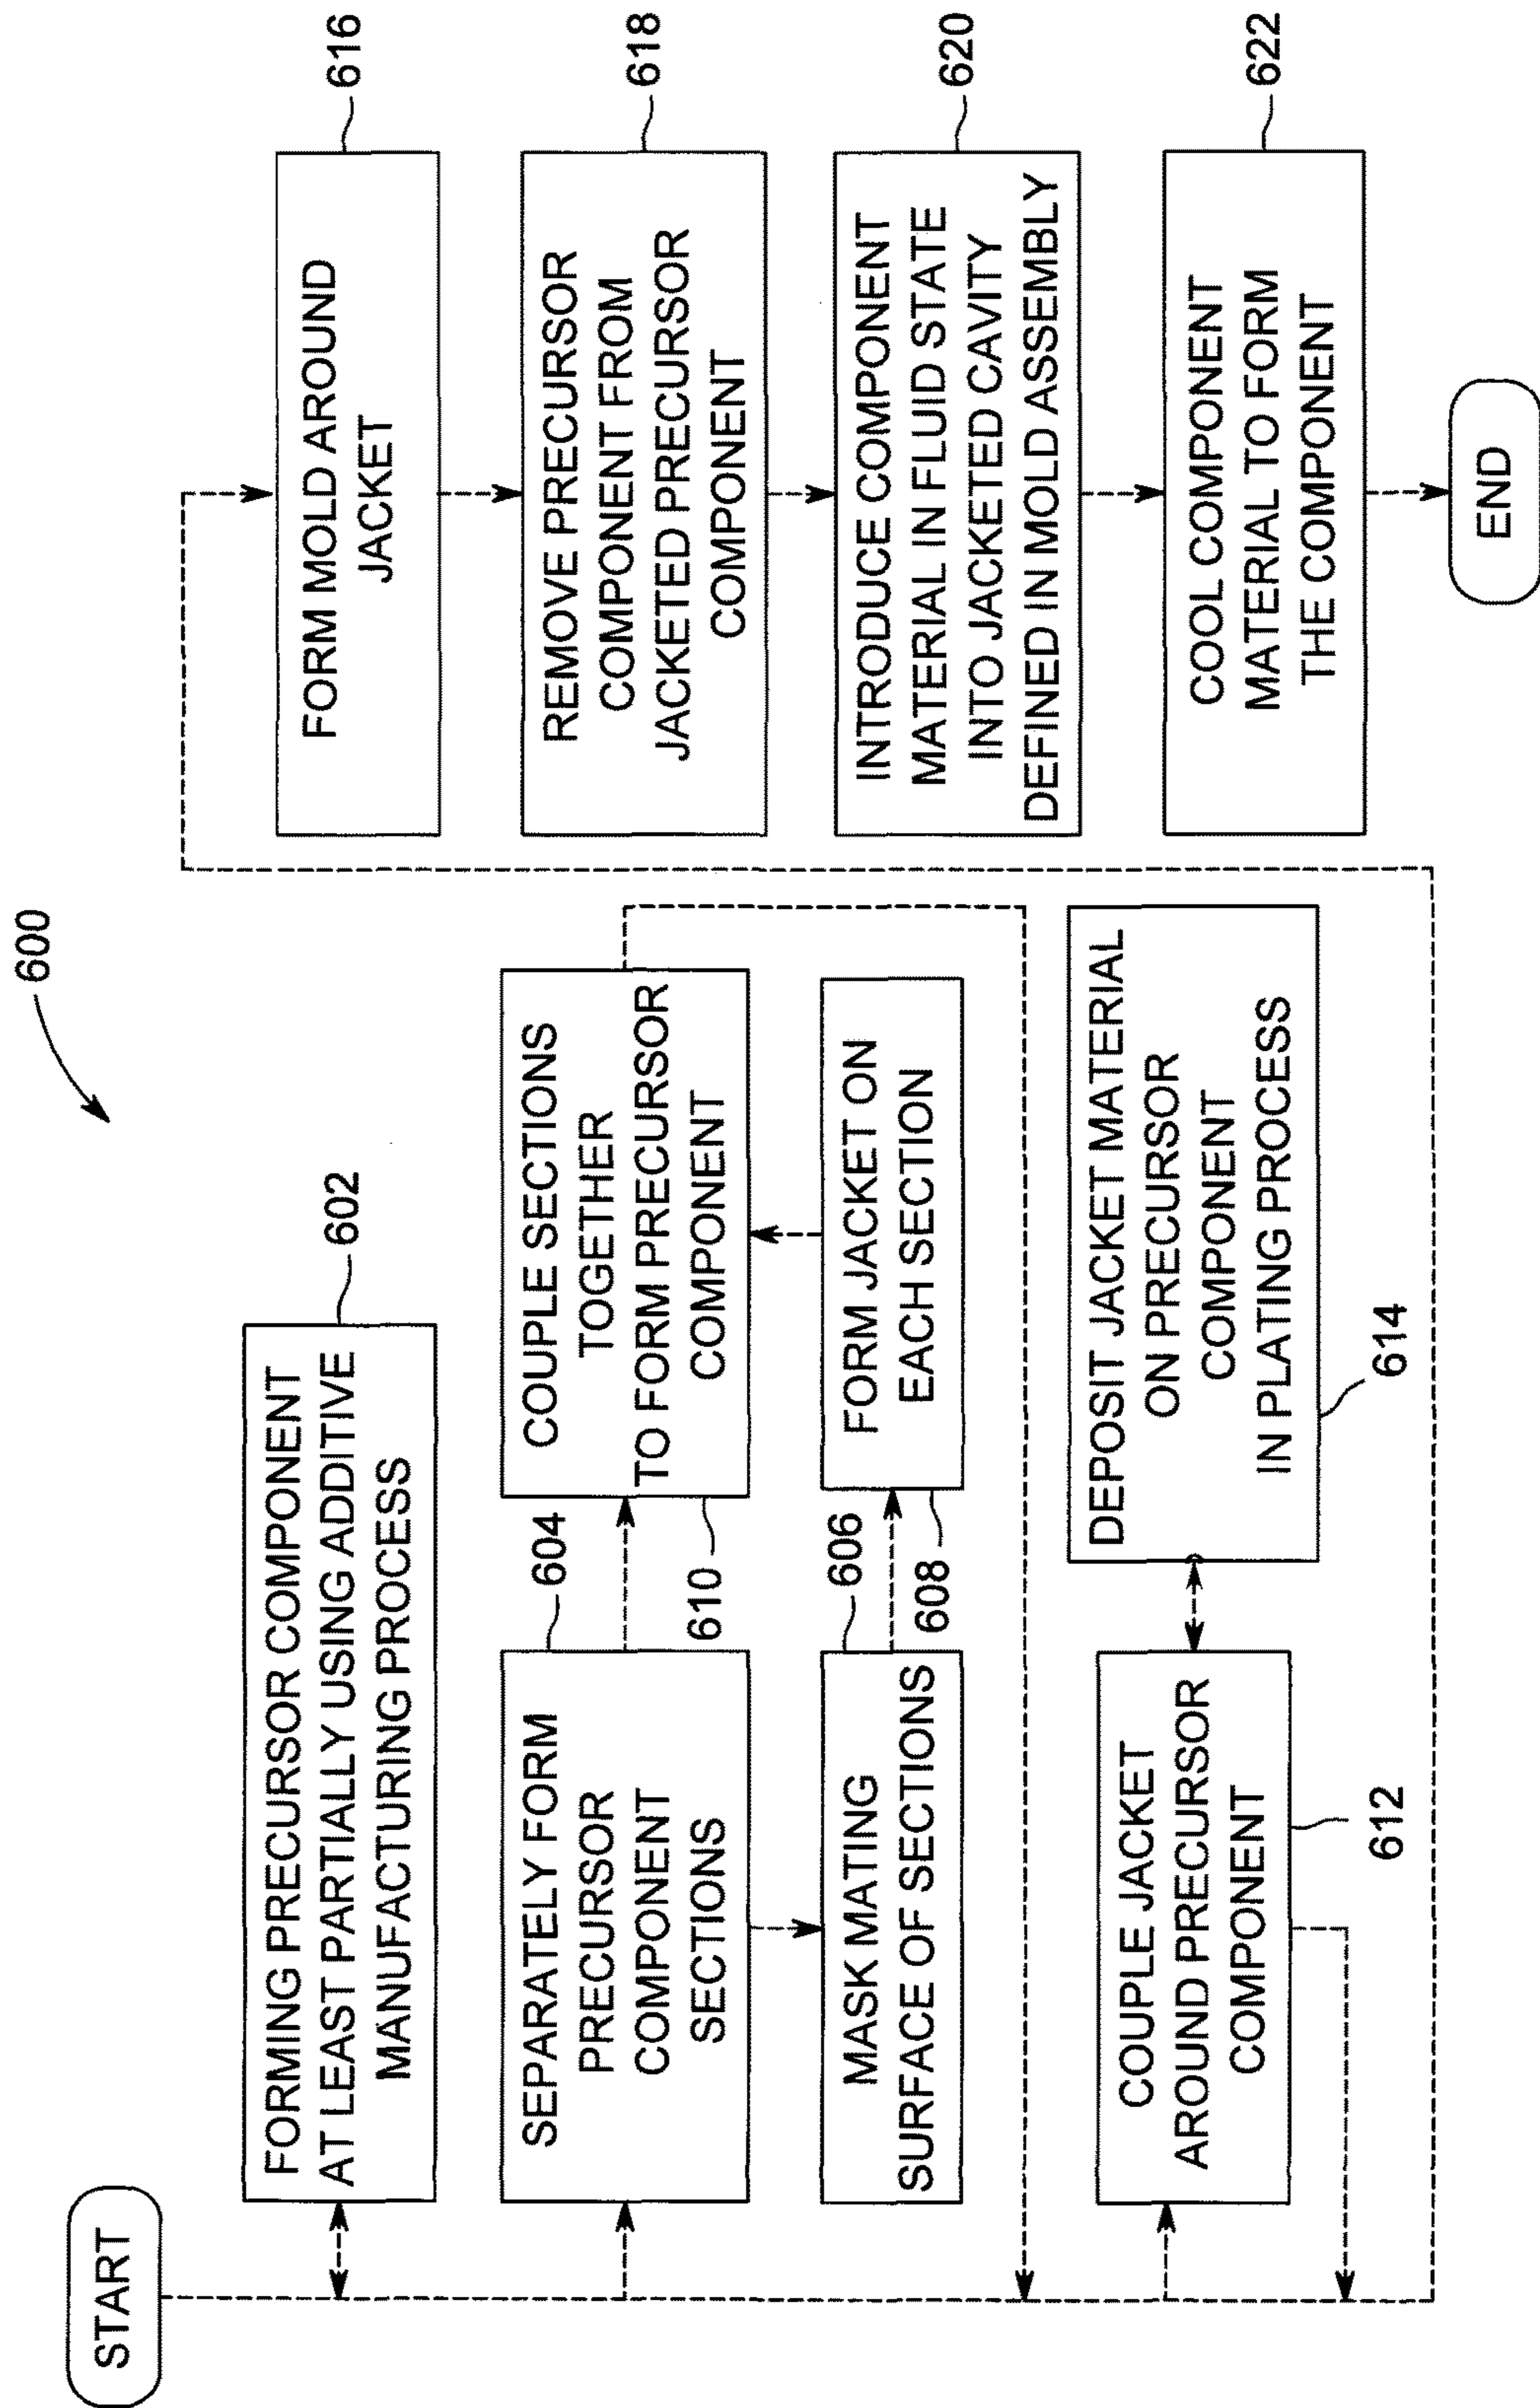 600
START
FORMING PRECURSOR COMPONENT
AT LEAST PARTIALLY USING ADDITIVE
MANUFACTURING PROCESS
602
SEPARATELY FORM
PRECURSOR
COMPONENT
SECTIONS
604
COUPLE SECTIONS
TOGETHER
TO FORM PRECURSOR
COMPONENT
610
MASK MATING
SURFACE OF SECTIONS
606
FORM JACKET ON
EACH SECTION
608
COUPLE JACKET
AROUND PRECURSOR
COMPONENT
612
DEPOSIT JACKET MATERIAL
ON PRECURSOR
COMPONENT
IN PLATING PROCESS
614
FORM MOLD AROUND
JACKET
616
REMOVE PRECURSOR
COMPONENT FROM
JACKETED PRECURSOR
COMPONENT
618
INTRODUCE COMPONENT
MATERIAL IN FLUID STATE
INTO JACKETED CAVITY
DEFINED IN MOLD ASSEMBLY
620
COOL COMPONENT
MATERIAL TO FORM
THE COMPONENT
622
END